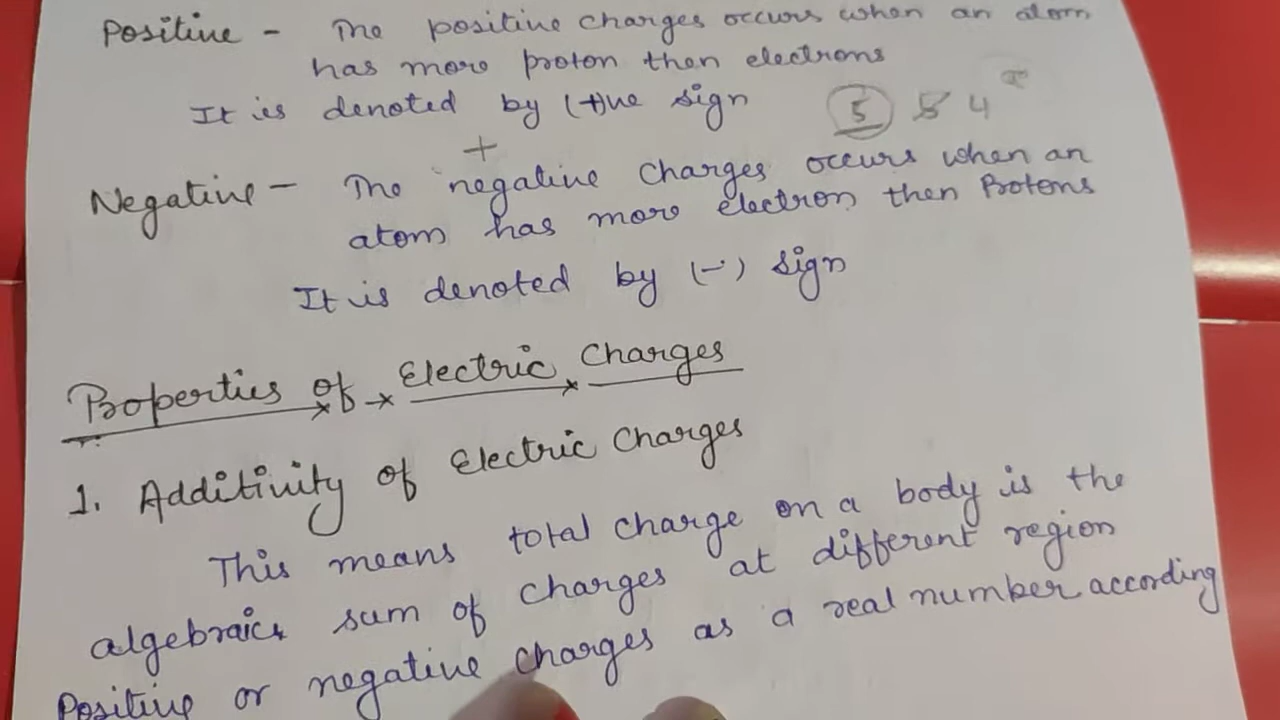 Positive - The positive charges occurs when an atom
has more proton then electrons
It is denoted by (+)ve sign
5 5 4
+
Negative - The negative charges occurs when an
atom has more electron then Protons
It is denoted by (-) sign
Properties of Electric Charges
1. Additivity of Electric Charges
This means total charge on a body is the
algebraic sum of charges at different region
Positive or negative charges as a real number according